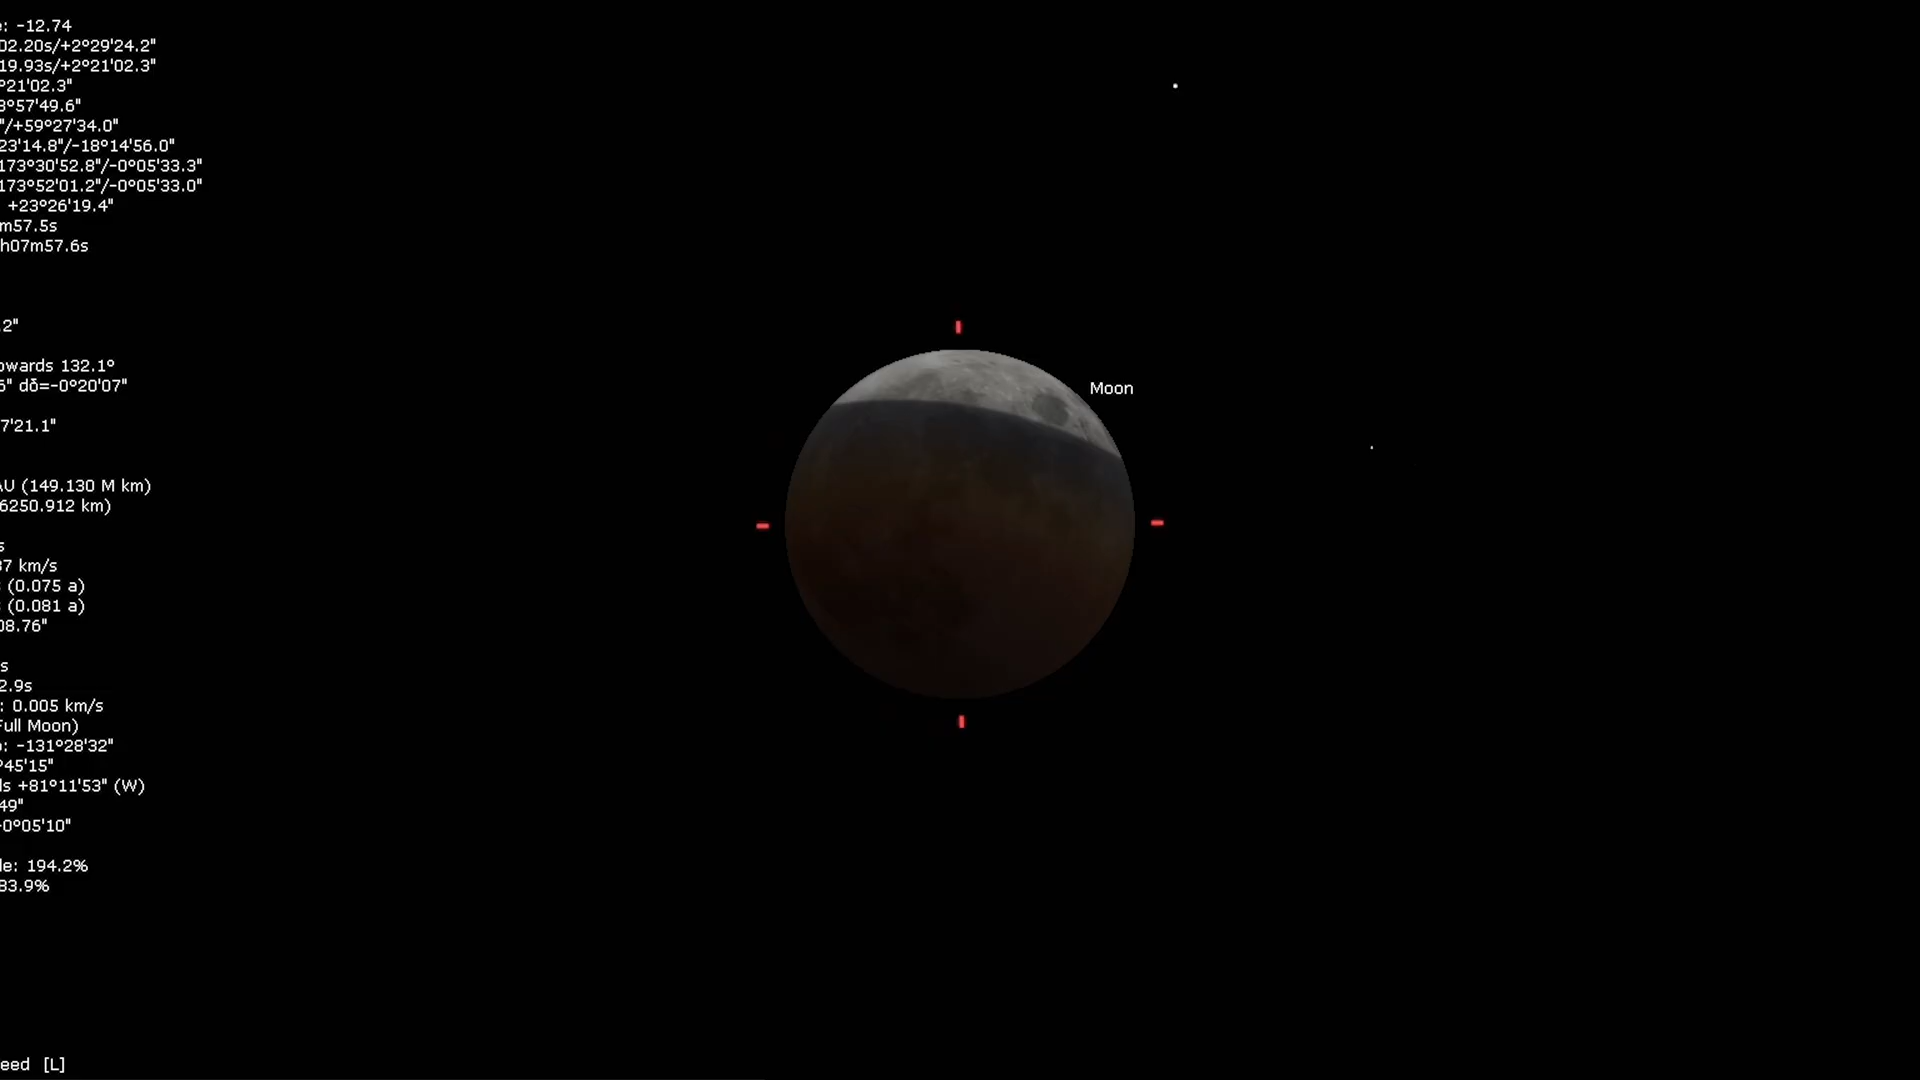 : -12.74
02.20s/+2°29'24.2"
19.93s/+2°21'02.3"
°21'02.3"
3°57'49.6"
"/+59°27'34.0"
23'14.8"/-18°14'56.0"
173°30'52.8"/-0°05'33.3"
173°52'01.2"/-0°05'33.0"
+23°26'19.4"
m57.5s
h07m57.6s
.2"
owards 132.1°
6" dδ=-0°20'07"
Moon
7'21.1"
AU (149.130 M km)
6250.912 km)
s
37 km/s
(0.075 a)
(0.081 a)
08.76"
s
2.9s
: 0.005 km/s
Full Moon)
: -131°28'32"
°45'15"
ds +81°11'53" (W)
49"
-0°05'10"
de: 194.2%
83.9%
eed [L]